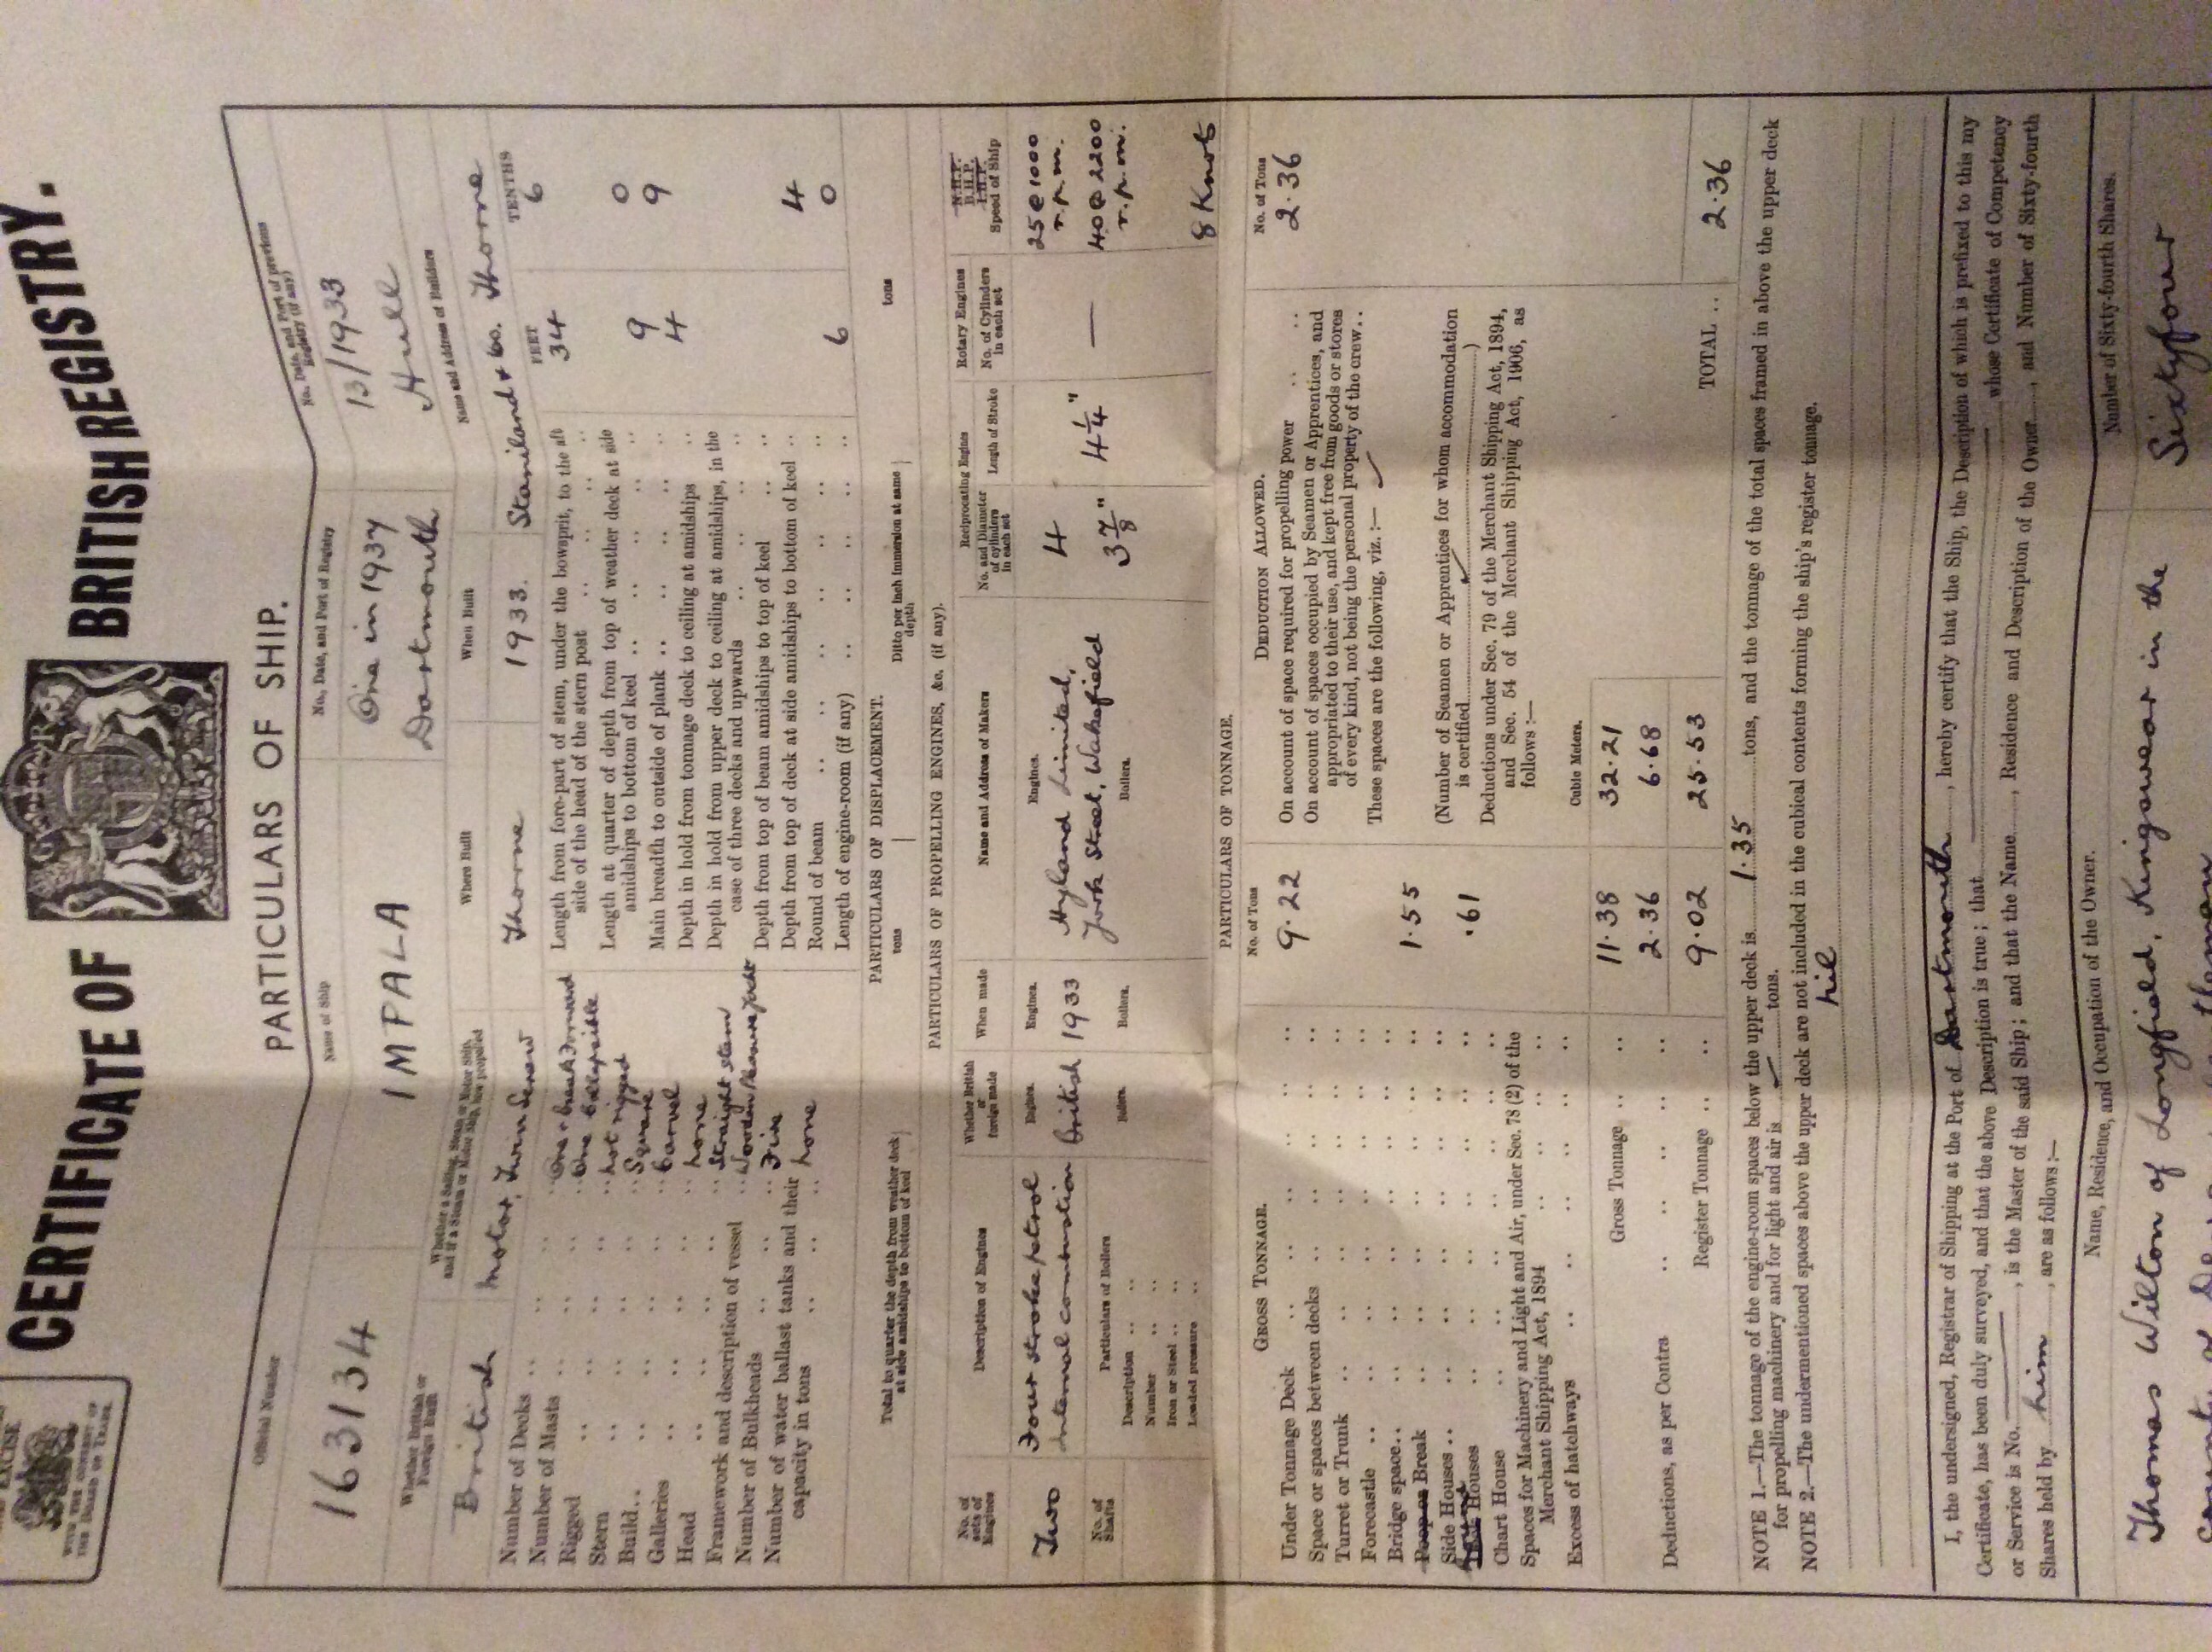 EXCISE
WITH THE CONSENT OF
THE BOARD OF TRADE.
CERTIFICATE OF BRITISH REGISTRY.
PARTICULARS OF SHIP.
Official Number
Name of Ship
No., Date, and Port of Registry
No., Date, and Port of previous Registry (if any)
163134
IMPALA
One in 1937
Dartmouth
13/1933
Hull
Whether British or Foreign Built
Whether a Sailing, Steam or Motor Ship, and if a Steam or Motor Ship, how propelled
Where Built
When Built
Name and Address of Builders
British
Motor, Twin Screw
Thorne
1933.
Staniland & Co. Thorne
FEET TENTHS
Number of Decks .. .. One & break forward
Number of Masts .. .. One Collapsible
Rigged .. .. .. not rigged
Stern .. .. .. Square
Build .. .. .. Carvel
Galleries .. .. .. none
Head .. .. .. Straight stem
Framework and description of vessel .. Wooden Pleasure Yacht
Number of Bulkheads .. .. Five
Number of water ballast tanks and their capacity in tons .. .. none
Length from fore-part of stem, under the bowsprit, to the aft
side of the head of the stern post .. .. 34 6
Length at quarter of depth from top of weather deck at side
amidships to bottom of keel .. .. .. 0
Main breadth to outside of plank .. .. .. 9 9
Depth in hold from tonnage deck to ceiling at amidships .. 4
Depth in hold from upper deck to ceiling at amidships, in the
case of three decks and upwards .. ..
Depth from top of beam amidships to top of keel ..
Depth from top of deck at side amidships to bottom of keel .. 4
Round of beam .. .. .. .. 0
Length of engine-room (if any) .. .. .. 6
PARTICULARS OF DISPLACEMENT.
Total to quarter the depth from weather deck at side amidships to bottom of keel
tons
Ditto per inch immersion at same depth
tons
PARTICULARS OF PROPELLING ENGINES, &c. (if any).
No. of sets of Engines
Description of Engines
Whether British or foreign made
When made
Name and Address of Makers
Reciprocating Engines
No. and Diameter of cylinders in each set
Length of Stroke
Rotary Engines
No. of Cylinders in each set
N.H.P.
B.H.P.
I.H.P.
Speed of Ship
Two
Four stroke petrol
internal combustion
Engines.
British
Engines.
1933
Engines.
Hyland Limited,
York Street, Wakefield
4
3 7/8"
4 1/4"
—
25 @ 1000
r.p.m.
40 @ 2200
r.p.m.
8 Knots
No. of Shafts
Particulars of Boilers
Description .. ..
Number .. ..
Iron or Steel .. ..
Loaded pressure ..
Boilers.
Boilers.
Boilers.
PARTICULARS OF TONNAGE.
GROSS TONNAGE.
No. of Tons
Under Tonnage Deck .. .. .. .. 9.22
Space or spaces between decks .. .. ..
Turret or Trunk .. .. .. ..
Forecastle .. .. .. .. ..
Bridge space .. .. .. .. ..
Poop or Break .. .. .. .. 1.55
Side Houses .. .. .. .. ..
Houses .. .. .. .. .61
Chart House .. .. .. .. ..
Spaces for Machinery and Light and Air, under Sec. 78 (2) of the
Merchant Shipping Act, 1894 .. .. ..
Excess of hatchways .. .. .. ..
Cubic Meters.
Gross Tonnage .. .. 11.38 32.21
Deductions, as per Contra .. .. .. 2.36 6.68
Register Tonnage .. .. 9.02 25.53
DEDUCTION ALLOWED.
No. of Tons
On account of space required for propelling power .. .. 2.36
On account of spaces occupied by Seamen or Apprentices, and
appropriated to their use, and kept free from goods or stores
of every kind, not being the personal property of the crew ..
These spaces are the following, viz. :—
(Number of Seamen or Apprentices for whom accommodation
is certified ..........)
Deductions under Sec. 79 of the Merchant Shipping Act, 1894,
and Sec. 54 of the Merchant Shipping Act, 1906, as
follows :—
TOTAL .. 2.36
NOTE 1.—The tonnage of the engine-room spaces below the upper deck is 1.35 tons, and the tonnage of the total spaces framed in above the upper deck
for propelling machinery and for light and air is tons.
NOTE 2.—The undermentioned spaces above the upper deck are not included in the cubical contents forming the ship's register tonnage.
nil
I, the undersigned, Registrar of Shipping at the Port of Dartmouth, hereby certify that the Ship, the Description of which is prefixed to this my
Certificate, has been duly surveyed, and that the above Description is true; that whose Certificate of Competency
or Service is No. , is the Master of the said Ship; and that the Name , Residence and Description of the Owner , and Number of Sixty-fourth
Shares held by him , are as follows :—
Name, Residence, and Occupation of the Owner.
Number of Sixty-fourth Shares.
Thomas Wilton of Longfield, Kingswear in the
Sixtyfour